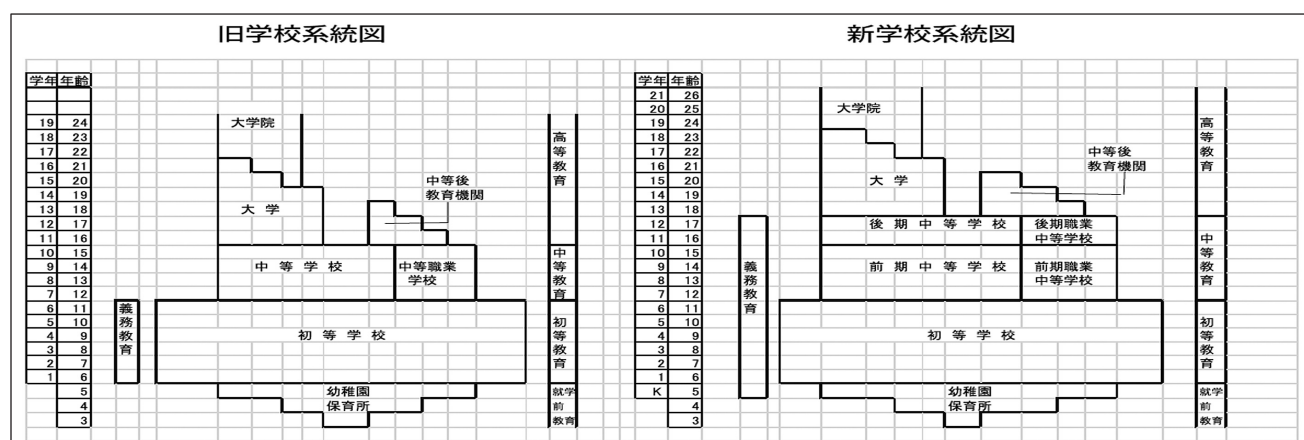 旧学校系統図
学年 年齢
19 24
18 23
17 22
16 21
15 20
14 19
13 18
12 17
11 16
10 15
9 14
8 13
7 12
6 11
5 10
4 9
3 8
2 7
1 6
5
4
3
義務教育
大学院
大学
中等後
教育機関
中等学校
中等職業
学校
初等学校
幼稚園
保育所
高等教育
中等教育
初等教育
就学
前
教育
新学校系統図
学年 年齢
21 26
20 25
19 24
18 23
17 22
16 21
15 20
14 19
13 18
12 17
11 16
10 15
9 14
8 13
7 12
6 11
5 10
4 9
3 8
2 7
1 6
K 5
4
3
義務教育
大学院
大学
中等後
教育機関
後期中等学校
後期職業
中等学校
前期中等学校
前期職業
中等学校
初等学校
幼稚園
保育所
高等教育
中等教育
初等教育
就学
前
教育